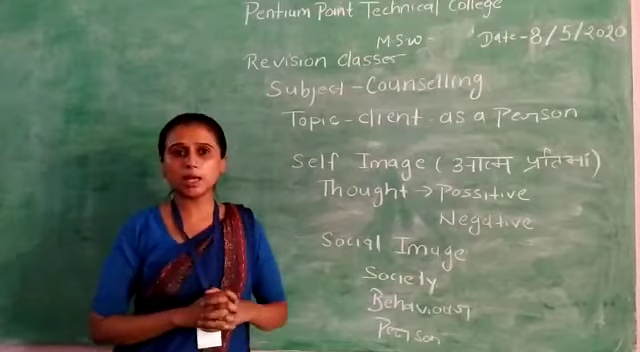 Pentium Point Technical College
MSW- Date-8/5/2020
Revision classes
Subject-Counselling
Topic-client as a Person
Self Image (आत्म प्रतिमां)
Thought → Possitive
Negative
Social Image
Society
Behaviour
Person